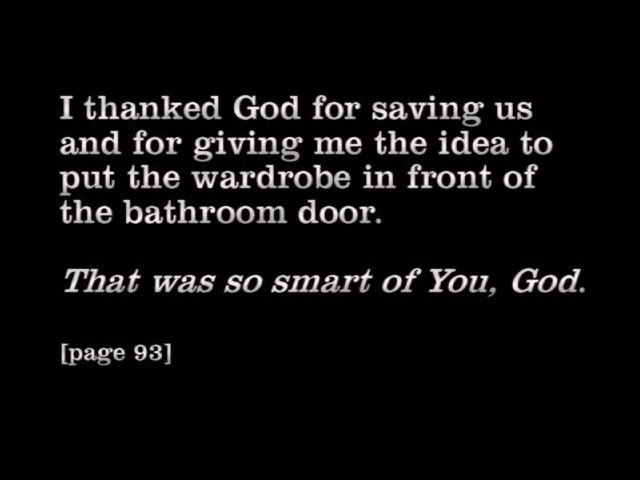 I thanked God for saving us
and for giving me the idea to
put the wardrobe in front of
the bathroom door.
That was so smart of You, God.
[page 93]